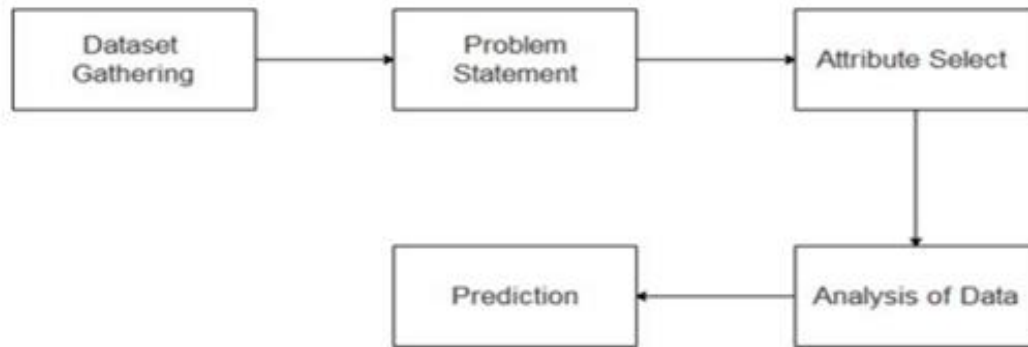 Dataset
Gathering
Problem
Statement
Attribute Select
Analysis of Data
Prediction